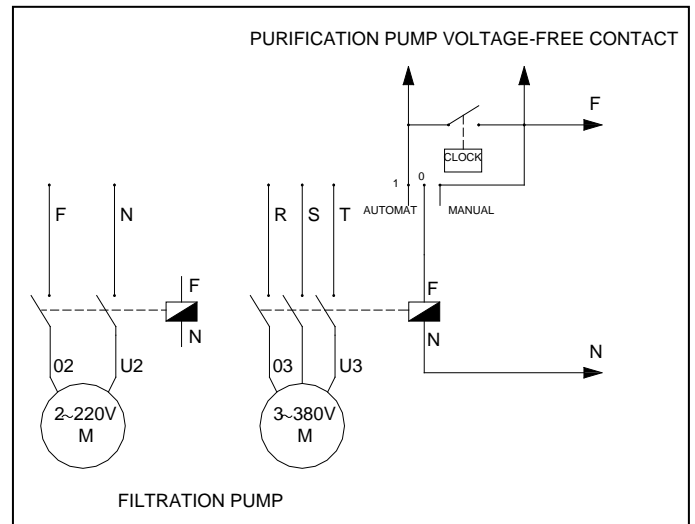 PURIFICATION PUMP VOLTAGE-FREE CONTACT
F
CLOCK
1 0
AUTOMAT MANUAL
F N R S T
F F
N N
N
02 U2 03 U3
2~220V 3~380V
M M
FILTRATION PUMP